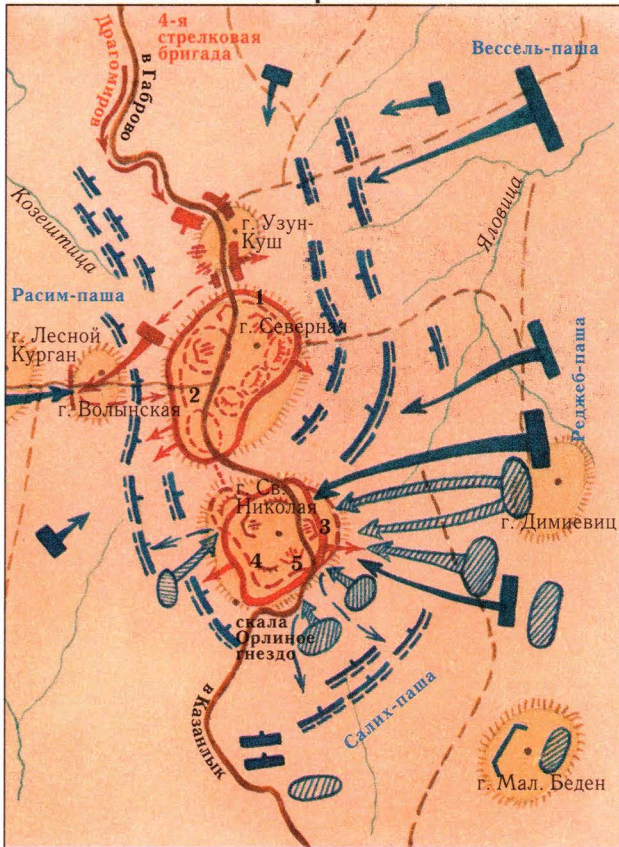 4-я
стрелковая
бригада
Драгомиров
в Габрово
Вессель-паша
Козештица
г. Узун-
Куш
Яловица
Расим-паша
1
г. Северная
г. Лесной
Курган
2
г. Волынская
Реджеб-паша
г. Св.
Николая
3
г. Димиевиц
4
5
скала
Орлиное
гнездо
в Казанлык
Салих-паша
г. Мал. Беден